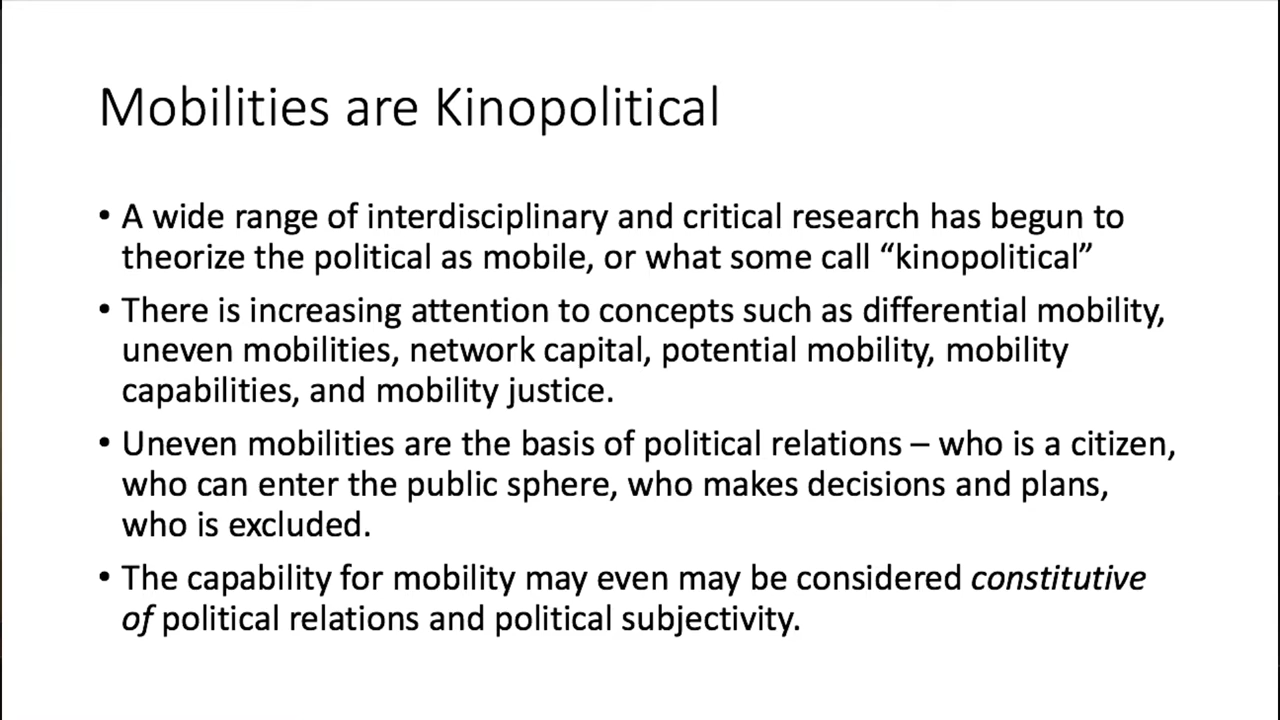 Mobilities are Kinopolitical
• A wide range of interdisciplinary and critical research has begun to
theorize the political as mobile, or what some call “kinopolitical”
• There is increasing attention to concepts such as differential mobility,
uneven mobilities, network capital, potential mobility, mobility
capabilities, and mobility justice.
• Uneven mobilities are the basis of political relations – who is a citizen,
who can enter the public sphere, who makes decisions and plans,
who is excluded.
• The capability for mobility may even may be considered constitutive
of political relations and political subjectivity.